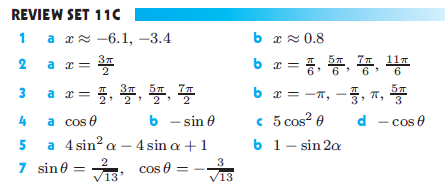 REVIEW SET 11C
1 a x ≈ −6.1, −3.4 b x ≈ 0.8
2 a x = 3π/2 b x = π/6, 5π/6, 7π/6, 11π/6
3 a x = π/2, 3π/2, 5π/2, 7π/2 b x = −π, −π/3, π, 5π/3
4 a cos θ b − sin θ c 5 cos² θ d − cos θ
5 a 4 sin² α − 4 sin α + 1 b 1 − sin 2α
7 sin θ = 2/√13, cos θ = −3/√13